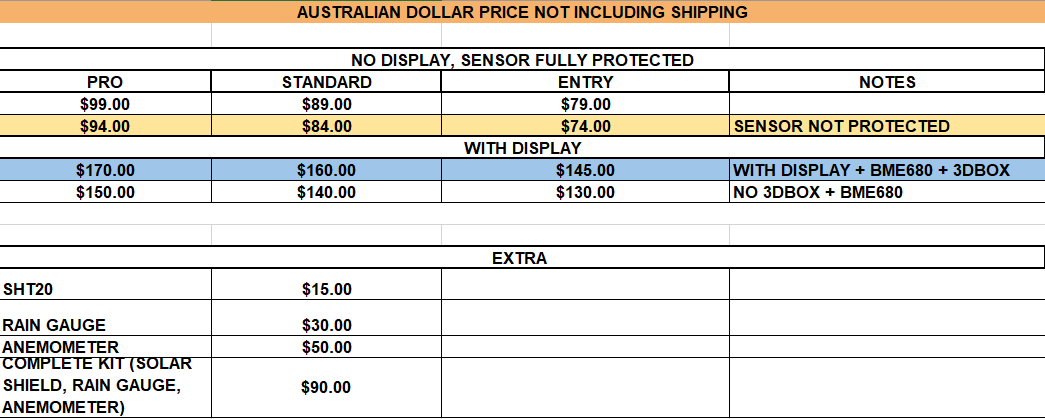 AUSTRALIAN DOLLAR PRICE NOT INCLUDING SHIPPING
NO DISPLAY, SENSOR FULLY PROTECTED
PRO STANDARD ENTRY NOTES
$99.00 $89.00 $79.00
$94.00 $84.00 $74.00 SENSOR NOT PROTECTED
WITH DISPLAY
$170.00 $160.00 $145.00 WITH DISPLAY + BME680 + 3DBOX
$150.00 $140.00 $130.00 NO 3DBOX + BME680
EXTRA
SHT20 $15.00
RAIN GAUGE $30.00
ANEMOMETER $50.00
COMPLETE KIT (SOLAR
SHIELD, RAIN GAUGE, $90.00
ANEMOMETER)